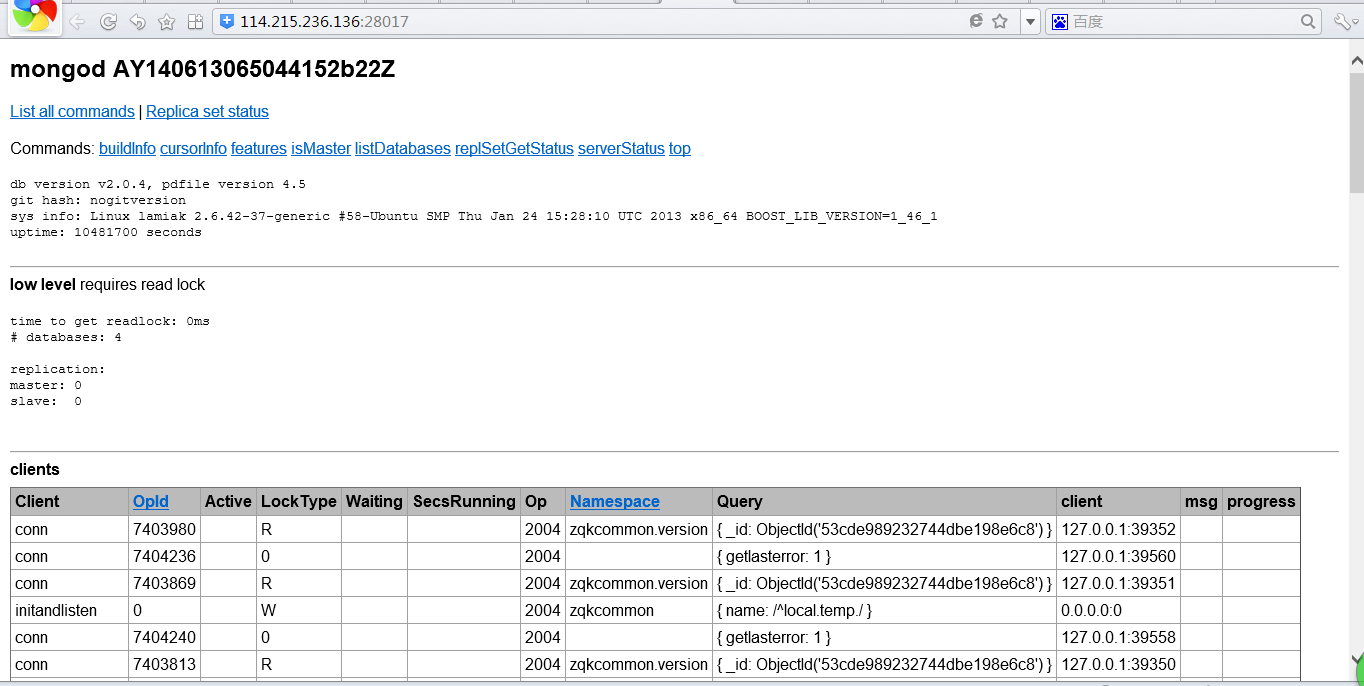 114.215.236.136:28017
百度
mongod AY140613065044152b22Z
List all commands | Replica set status
Commands: buildInfo cursorInfo features isMaster listDatabases replSetGetStatus serverStatus top
db version v2.0.4, pdfile version 4.5
git hash: nogitversion
sys info: Linux lamiak 2.6.42-37-generic #58-Ubuntu SMP Thu Jan 24 15:28:10 UTC 2013 x86_64 BOOST_LIB_VERSION=1_46_1
uptime: 10481700 seconds
low level requires read lock
time to get readlock: 0ms
# databases: 4
replication:
master: 0
slave:  0
clients
Client OpId Active LockType Waiting SecsRunning Op Namespace Query client msg progress
conn 7403980 R 2004 zqkcommon.version { _id: ObjectId('53cde989232744dbe198e6c8') } 127.0.0.1:39352
conn 7404236 0 2004 { getlasterror: 1 } 127.0.0.1:39560
conn 7403869 R 2004 zqkcommon.version { _id: ObjectId('53cde989232744dbe198e6c8') } 127.0.0.1:39351
initandlisten 0 W 2004 zqkcommon { name: /^local.temp./ } 0.0.0.0:0
conn 7404240 0 2004 { getlasterror: 1 } 127.0.0.1:39558
conn 7403813 R 2004 zqkcommon.version { _id: ObjectId('53cde989232744dbe198e6c8') } 127.0.0.1:39350